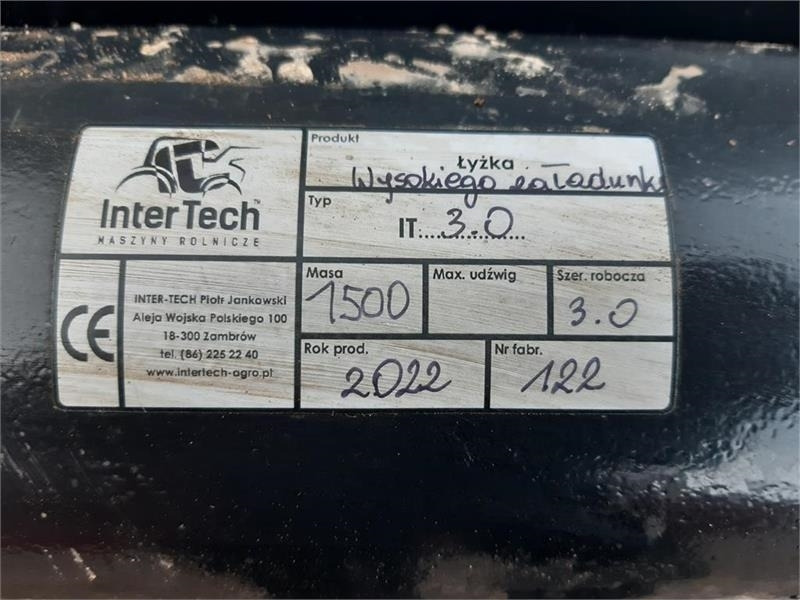 InterTech™
MASZYNY ROLNICZE
Produkt
Łyżka
Wysokiego załadunku
Typ
IT.....3.0.....
CE
INTER-TECH Piotr Jankowski
Aleja Wojska Polskiego 100
18-300 Zambrów
tel. (86) 225 22 40
www.intertech-agro.pl
Masa
1500
Max. udźwig
Szer. robocza
3.0
Rok prod.
2022
Nr fabr.
122